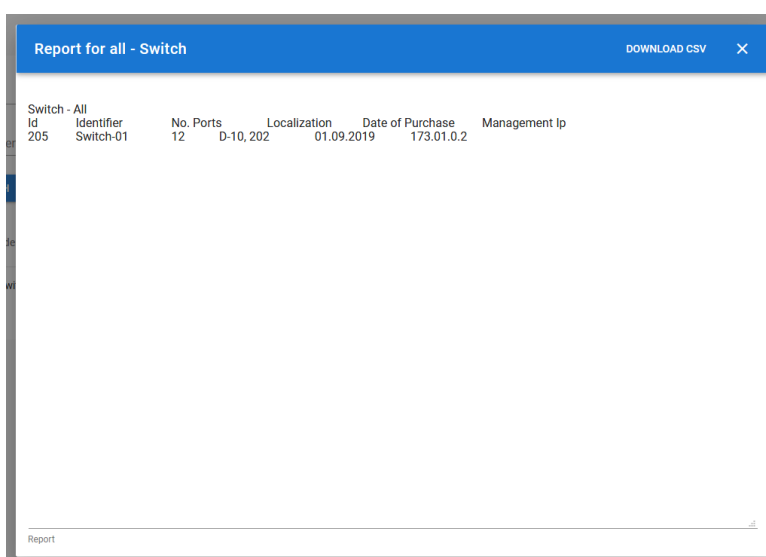 Report for all - Switch DOWNLOAD CSV
Switch - All
Id Identifier No. Ports Localization Date of Purchase Management Ip
205 Switch-01 12 D-10, 202 01.09.2019 173.01.0.2
Report